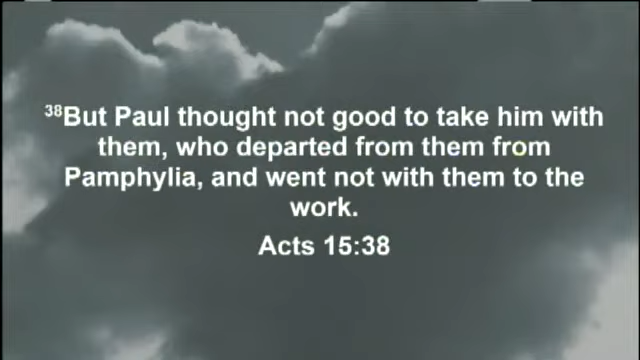 ³⁸But Paul thought not good to take him with
them, who departed from them from
Pamphylia, and went not with them to the
work.
Acts 15:38